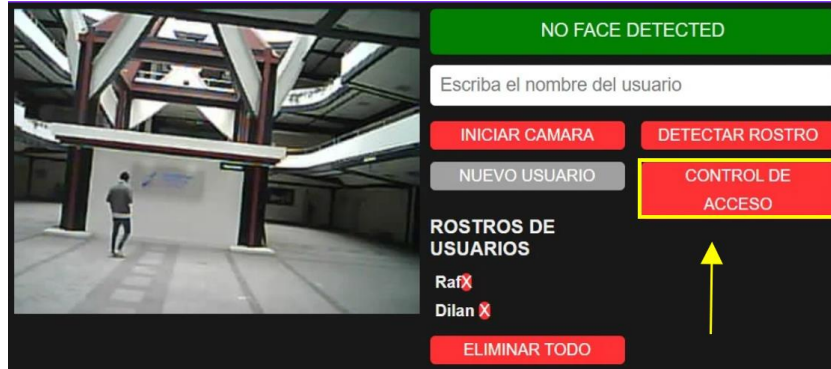 NO FACE DETECTED
Escriba el nombre del usuario
INICIAR CAMARA
DETECTAR ROSTRO
NUEVO USUARIO
CONTROL DE
ACCESO
ROSTROS DE
USUARIOS
Raf X
Dilan X
ELIMINAR TODO